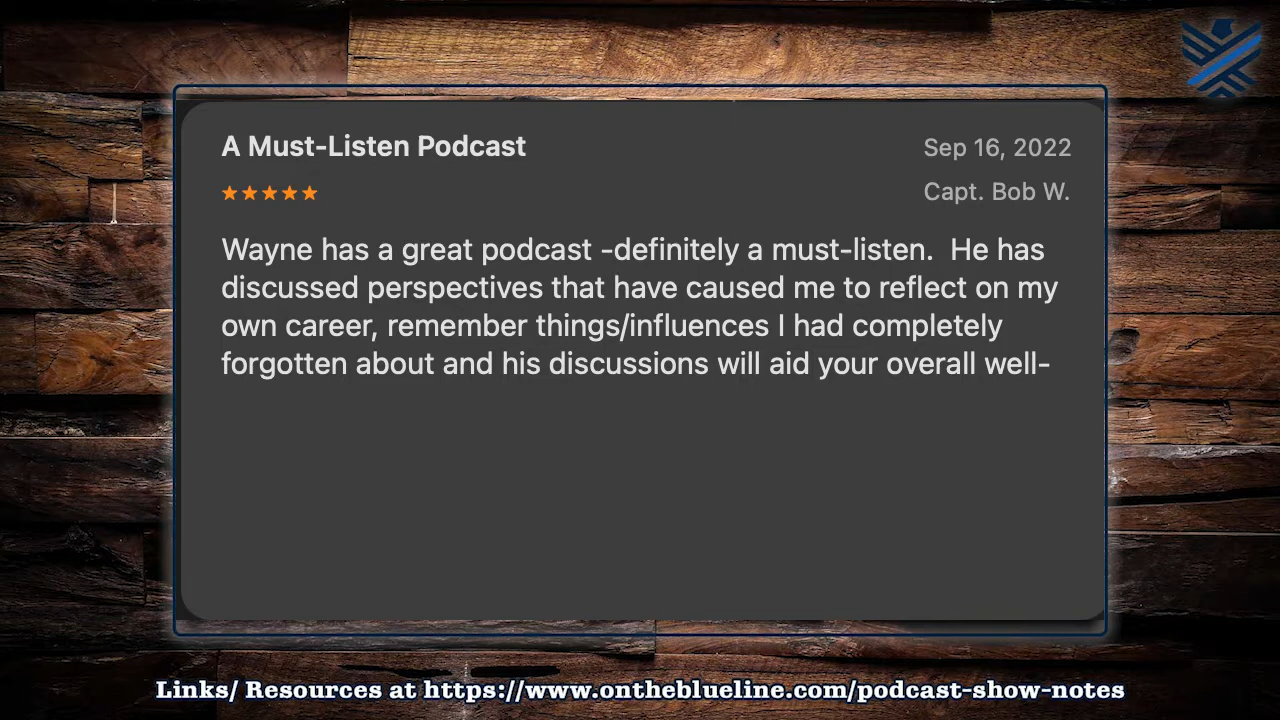 A Must-Listen Podcast
Sep 16, 2022
Capt. Bob W.
Wayne has a great podcast -definitely a must-listen.  He has
discussed perspectives that have caused me to reflect on my
own career, remember things/influences I had completely
forgotten about and his discussions will aid your overall well-
Links/ Resources at https://www.ontheblueline.com/podcast-show-notes